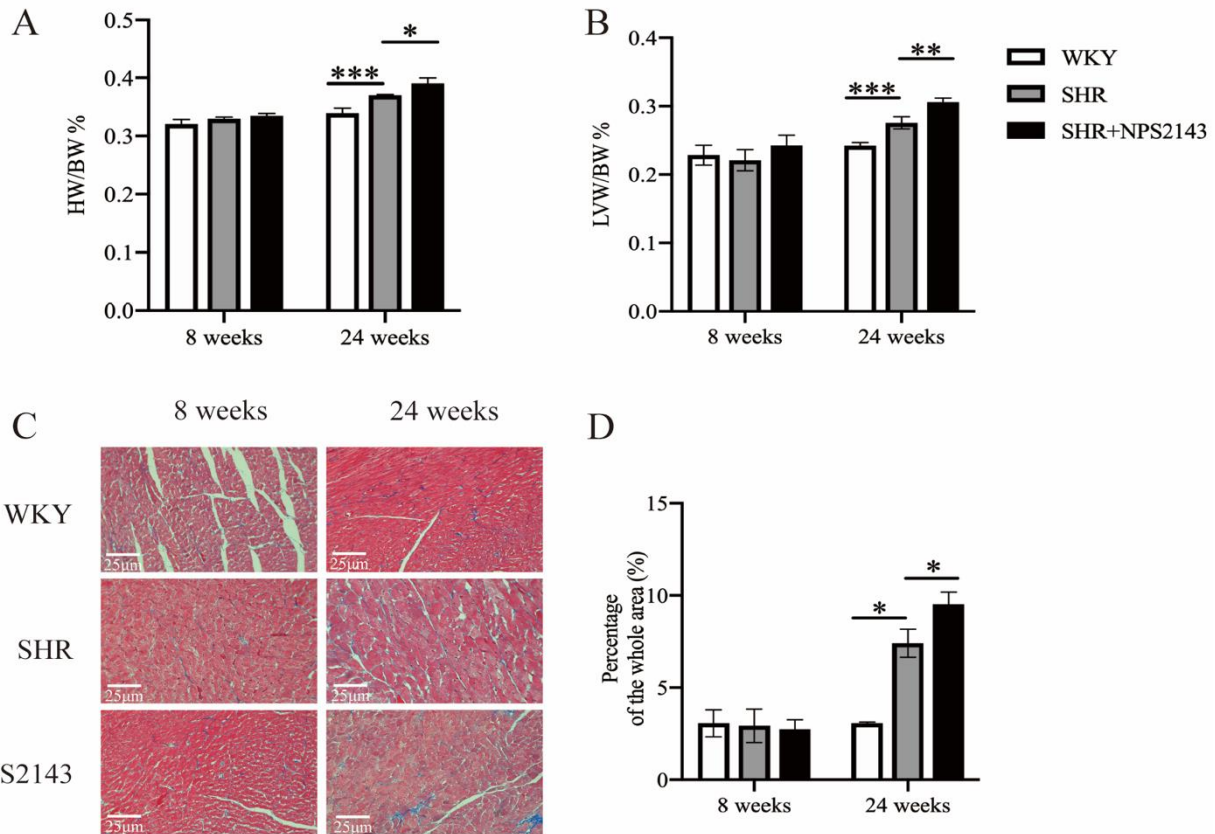 A
HW/BW %
0.5
0.4
0.3
0.2
0.1
0.0
***
*
8 weeks
24 weeks
B
LVW/BW %
0.4
0.3
0.2
0.1
0.0
***
**
8 weeks
24 weeks
WKY
SHR
SHR+NPS2143
C
8 weeks
24 weeks
WKY
25μm
25μm
SHR
25μm
25μm
S2143
25μm
25μm
D
Percentage
of the whole area (%)
15
10
5
0
*
*
8 weeks
24 weeks